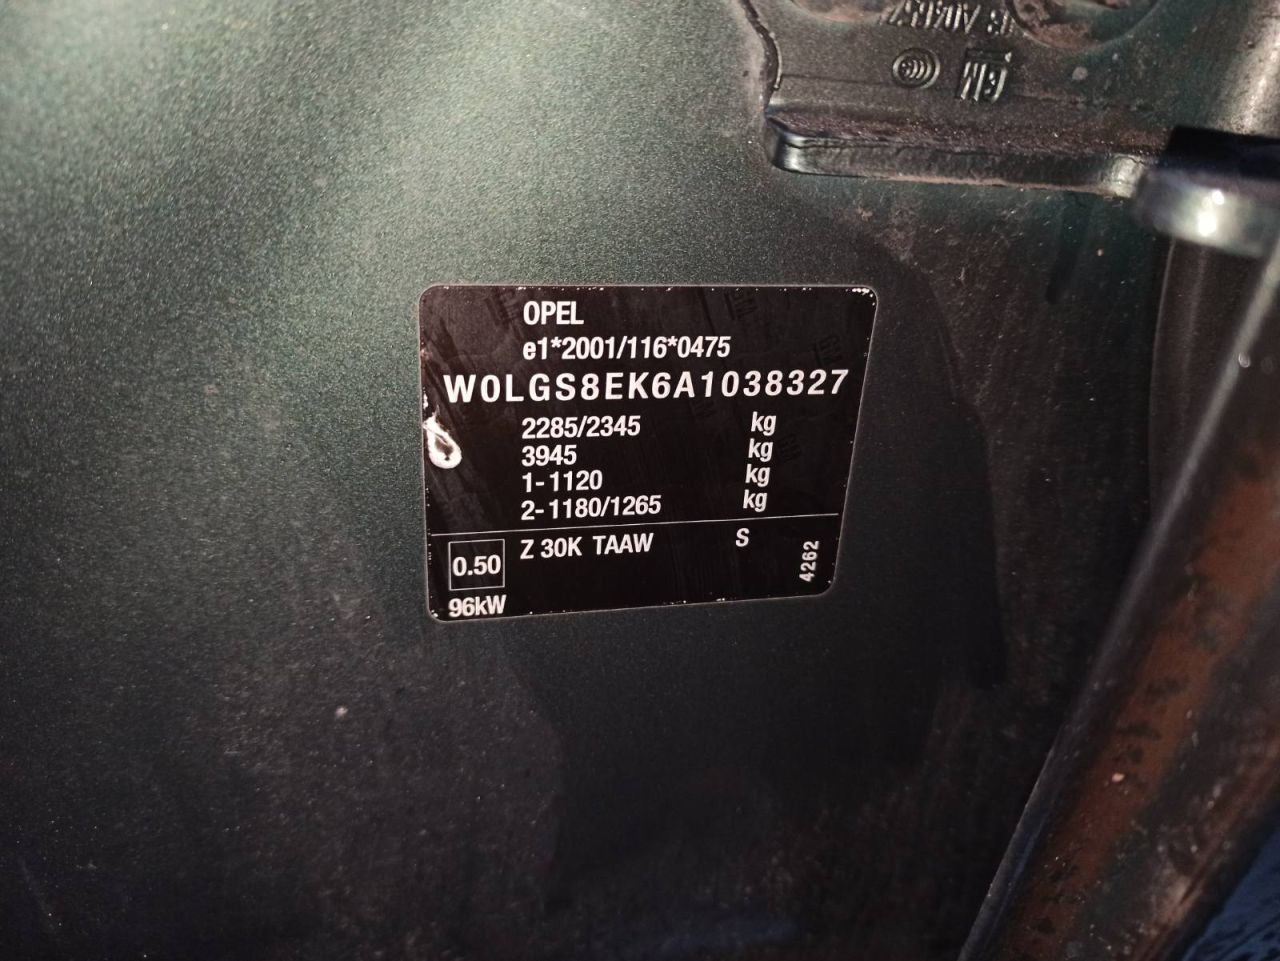 GM
OPEL
e1*2001/116*0475
W0LGS8EK6A1038327
2285/2345 kg
3945 kg
1-1120 kg
2-1180/1265 kg
0.50 Z 30K TAAW S 4262
96kW